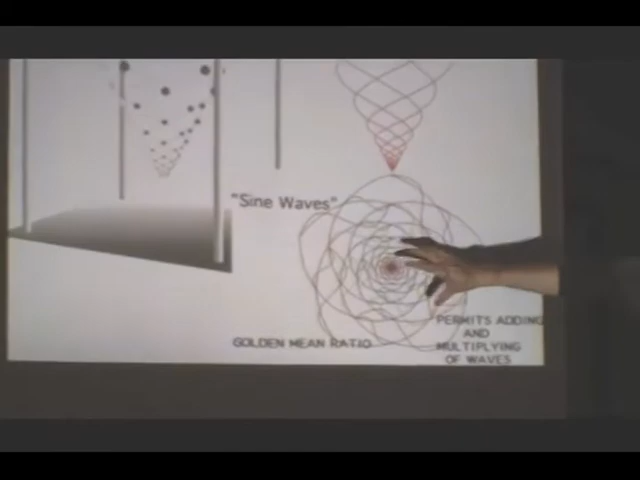 "Sine Waves"
GOLDEN MEAN RATIO
PERMITS ADDING
AND
MULTIPLYING
OF WAVES